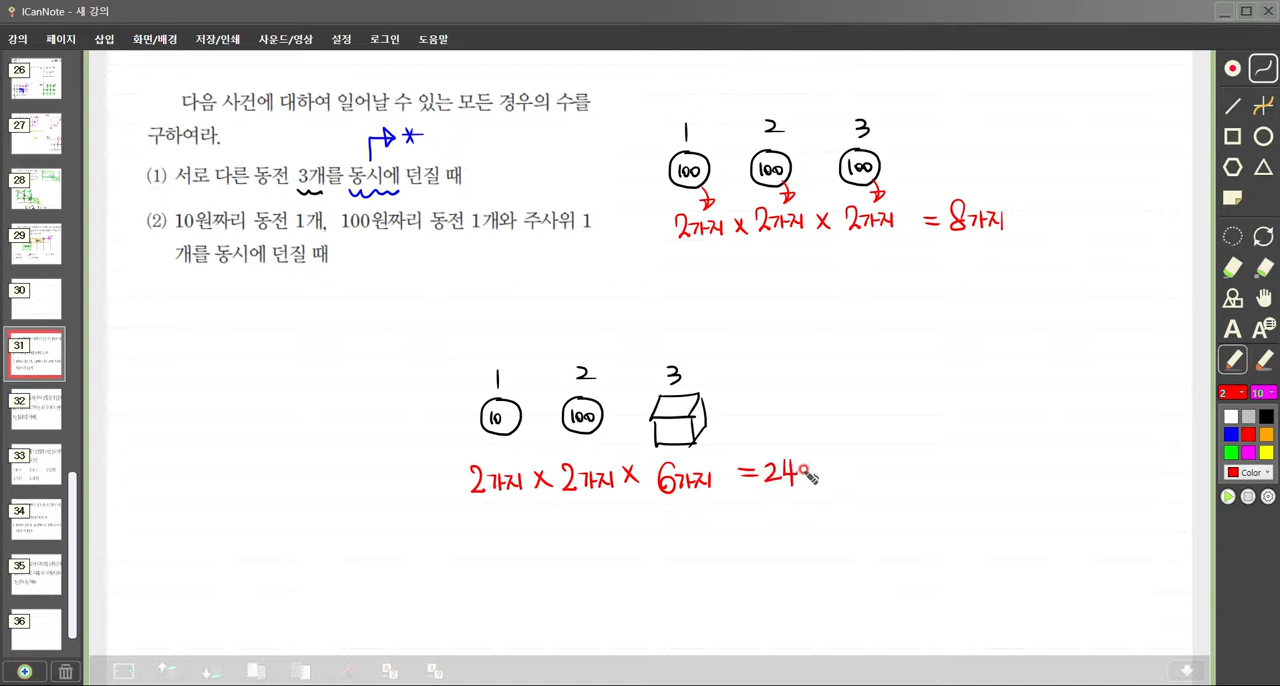 ICanNote - 새 강의
강의 페이지 삽입 화면/배경 저장/인쇄 사운드/영상 설정 로그인 도움말
26
27
28
29
30
31
32
33
34
35
36
다음 사건에 대하여 일어날 수 있는 모든 경우의 수를
구하여라.
(1) 서로 다른 동전 3개를 동시에 던질 때
(2) 10원짜리 동전 1개, 100원짜리 동전 1개와 주사위 1
개를 동시에 던질 때
1 2 3
100 100 100
2가지 × 2가지 × 2가지 = 8가지
1 2 3
10 100
2가지 × 2가지 × 6가지 = 24
A A
2 10
Color